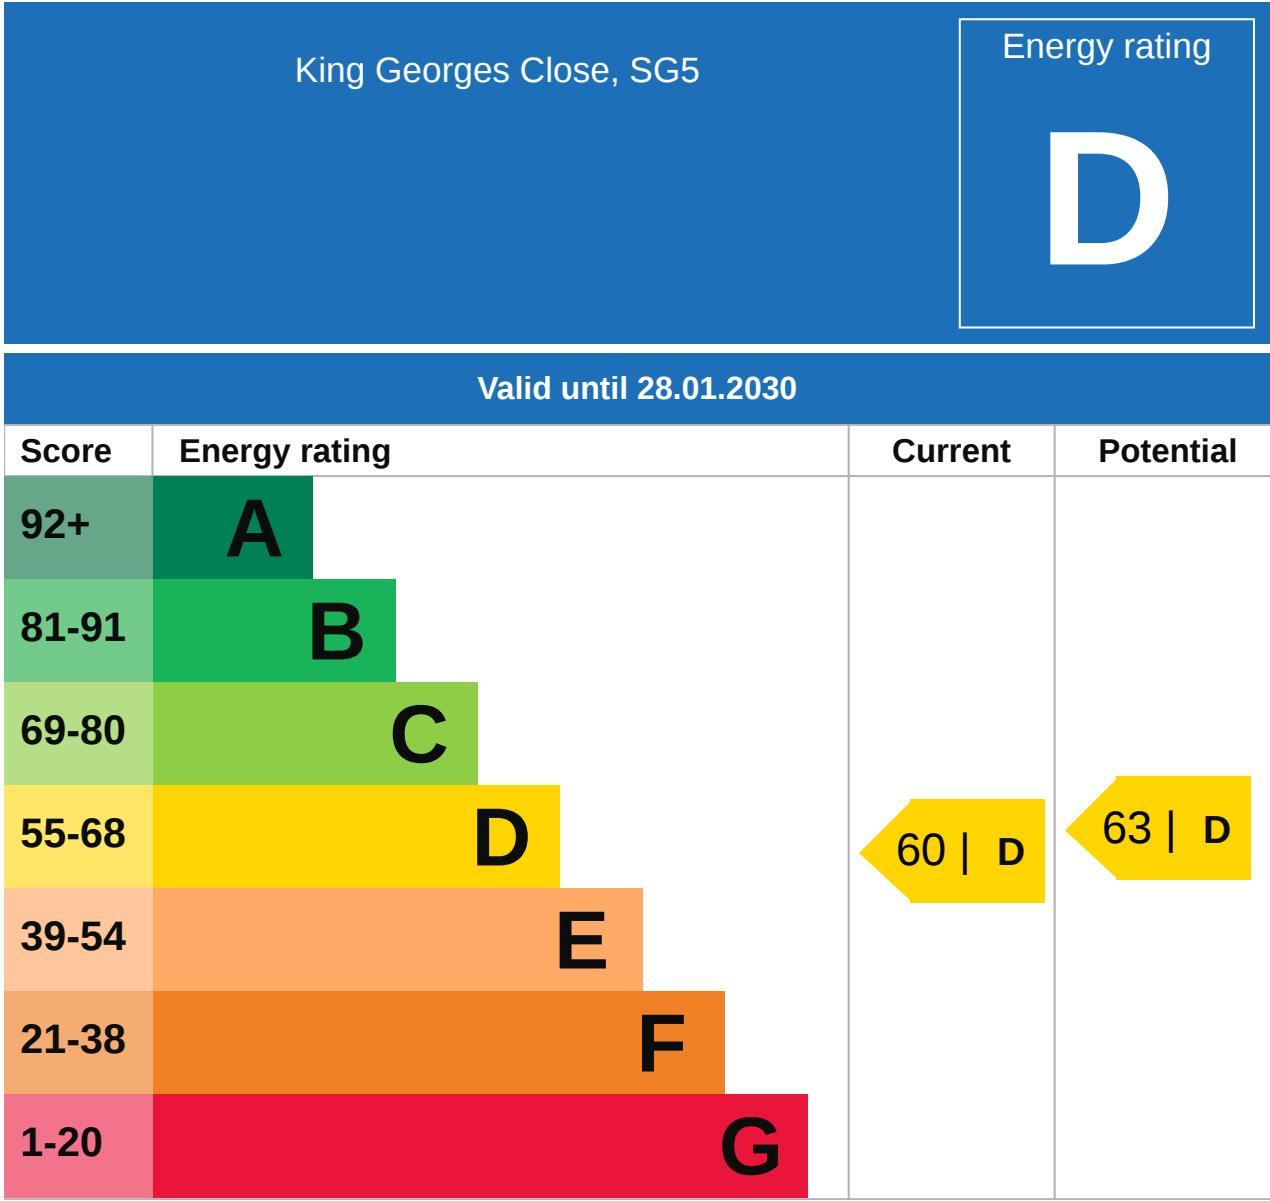 King Georges Close, SG5
Energy rating
D
Valid until 28.01.2030
Score Energy rating Current Potential
92+ A
81-91 B
69-80 C
55-68 D 60 | D 63 | D
39-54 E
21-38 F
1-20 G